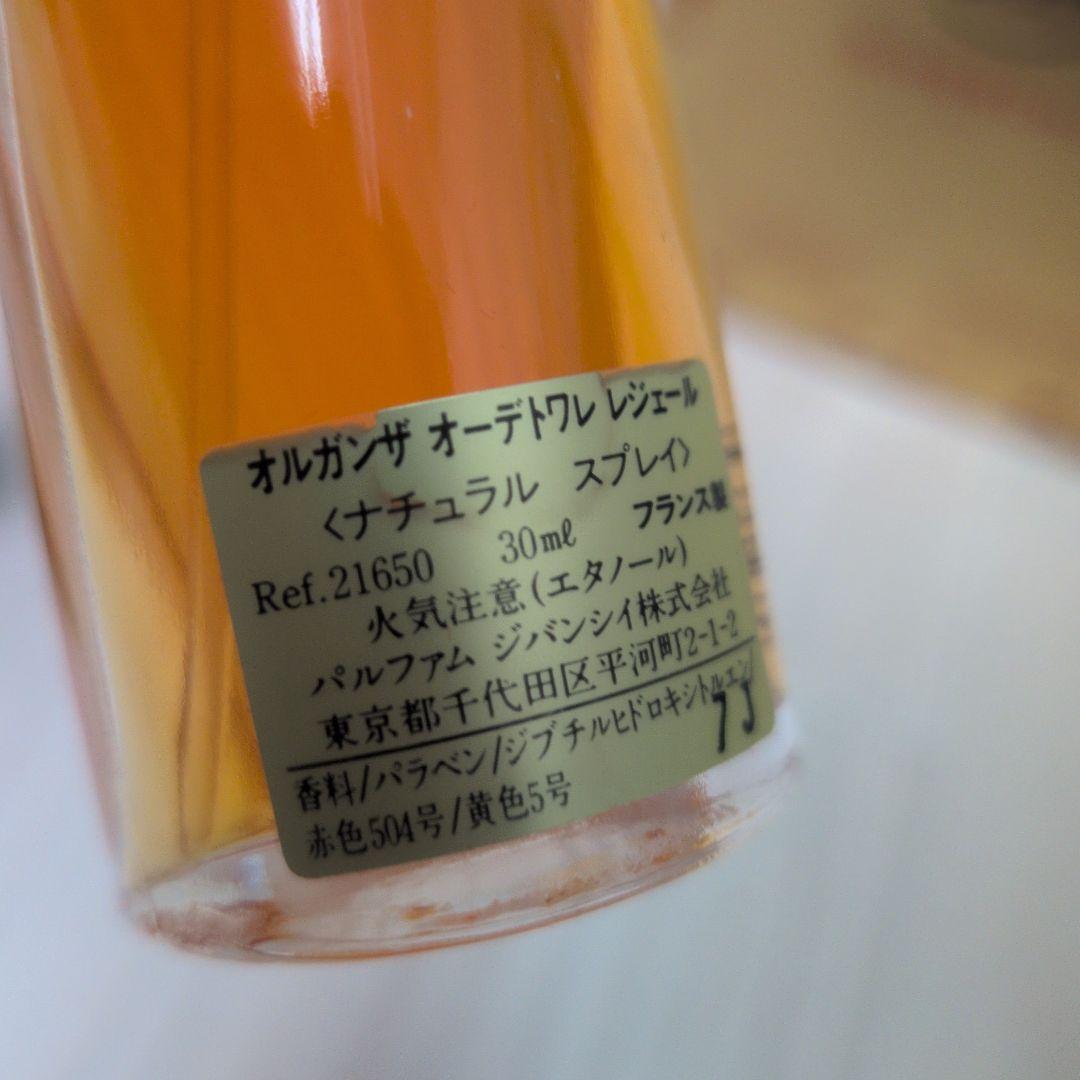 オルガンザ オーデトワレ レジェール
<ナチュラル スプレイ>
Ref.21650 30mℓ フランス製
火気注意(エタノール)
パルファム ジバンシイ株式会社
東京都千代田区平河町2-1-2
香料/パラベン/ジブチルヒドロキシトルエン
赤色504号/黄色5号
7J